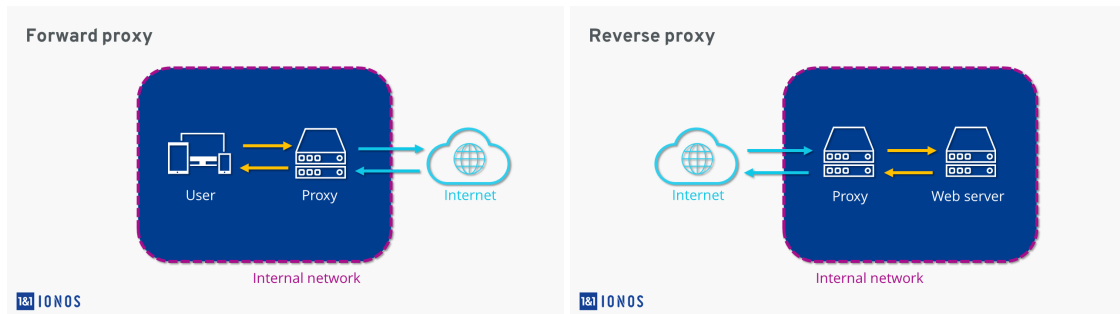 Forward proxy
User
Proxy
Internet
Internal network
1&1 IONOS
Reverse proxy
Internet
Proxy
Web server
Internal network
1&1 IONOS